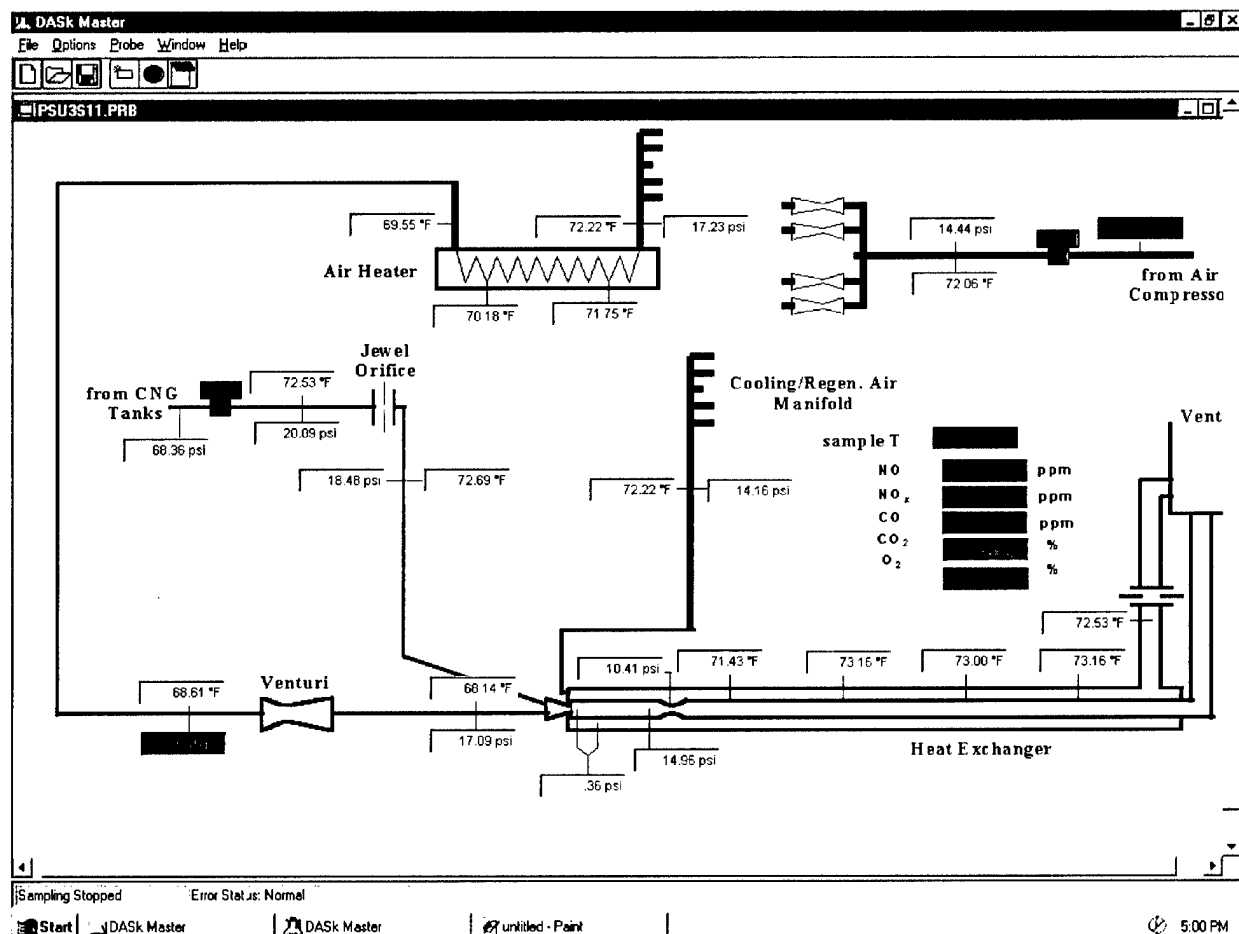 DASk Master
File Options Probe Window Help
PSU3S11.PRB
69.55 °F
72.22 °F
17.23 psi
14.44 psi
Air Heater
72.06 °F
from Air
Compresso
70.18 °F
71.75 °F
Jewel
Orifice
72.53 °F
from CNG
Tanks
Cooling/Regen. Air
Manifold
20.09 psi
68.36 psi
Vent
sample T
NO ppm
18.48 psi
72.69 °F
72.22 °F
14.16 psi
NOx ppm
CO ppm
CO2 %
O2 %
72.53 °F
10.41 psi
71.43 °F
73.16 °F
73.00 °F
73.16 °F
68.61 °F
Venturi
68.14 °F
17.09 psi
Heat Exchanger
14.96 psi
.36 psi
Sampling Stopped Error Status: Normal
Start DASk Master DASk Master untitled - Paint 5:00 PM